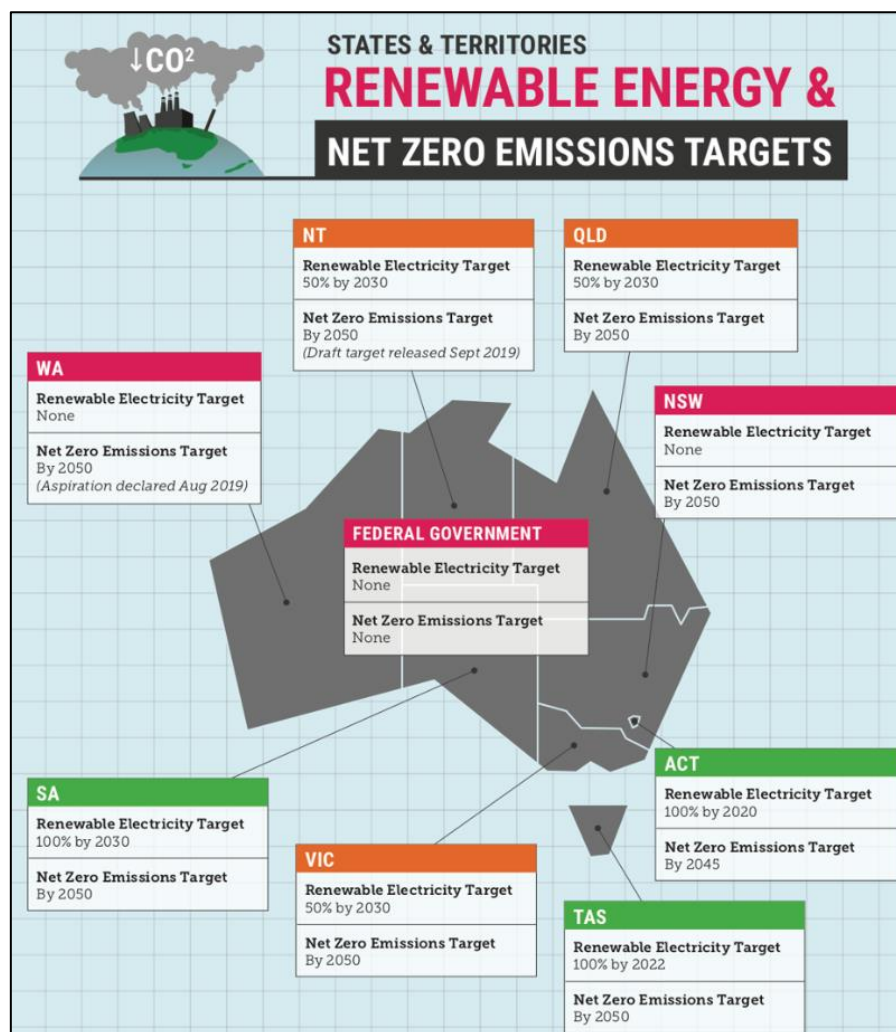 ↓CO²
STATES & TERRITORIES
RENEWABLE ENERGY &
NET ZERO EMISSIONS TARGETS
NT
Renewable Electricity Target
50% by 2030
Net Zero Emissions Target
By 2050
(Draft target released Sept 2019)
QLD
Renewable Electricity Target
50% by 2030
Net Zero Emissions Target
By 2050
WA
Renewable Electricity Target
None
Net Zero Emissions Target
By 2050
(Aspiration declared Aug 2019)
NSW
Renewable Electricity Target
None
Net Zero Emissions Target
By 2050
FEDERAL GOVERNMENT
Renewable Electricity Target
None
Net Zero Emissions Target
None
SA
Renewable Electricity Target
100% by 2030
Net Zero Emissions Target
By 2050
VIC
Renewable Electricity Target
50% by 2030
Net Zero Emissions Target
By 2050
ACT
Renewable Electricity Target
100% by 2020
Net Zero Emissions Target
By 2045
TAS
Renewable Electricity Target
100% by 2022
Net Zero Emissions Target
By 2050